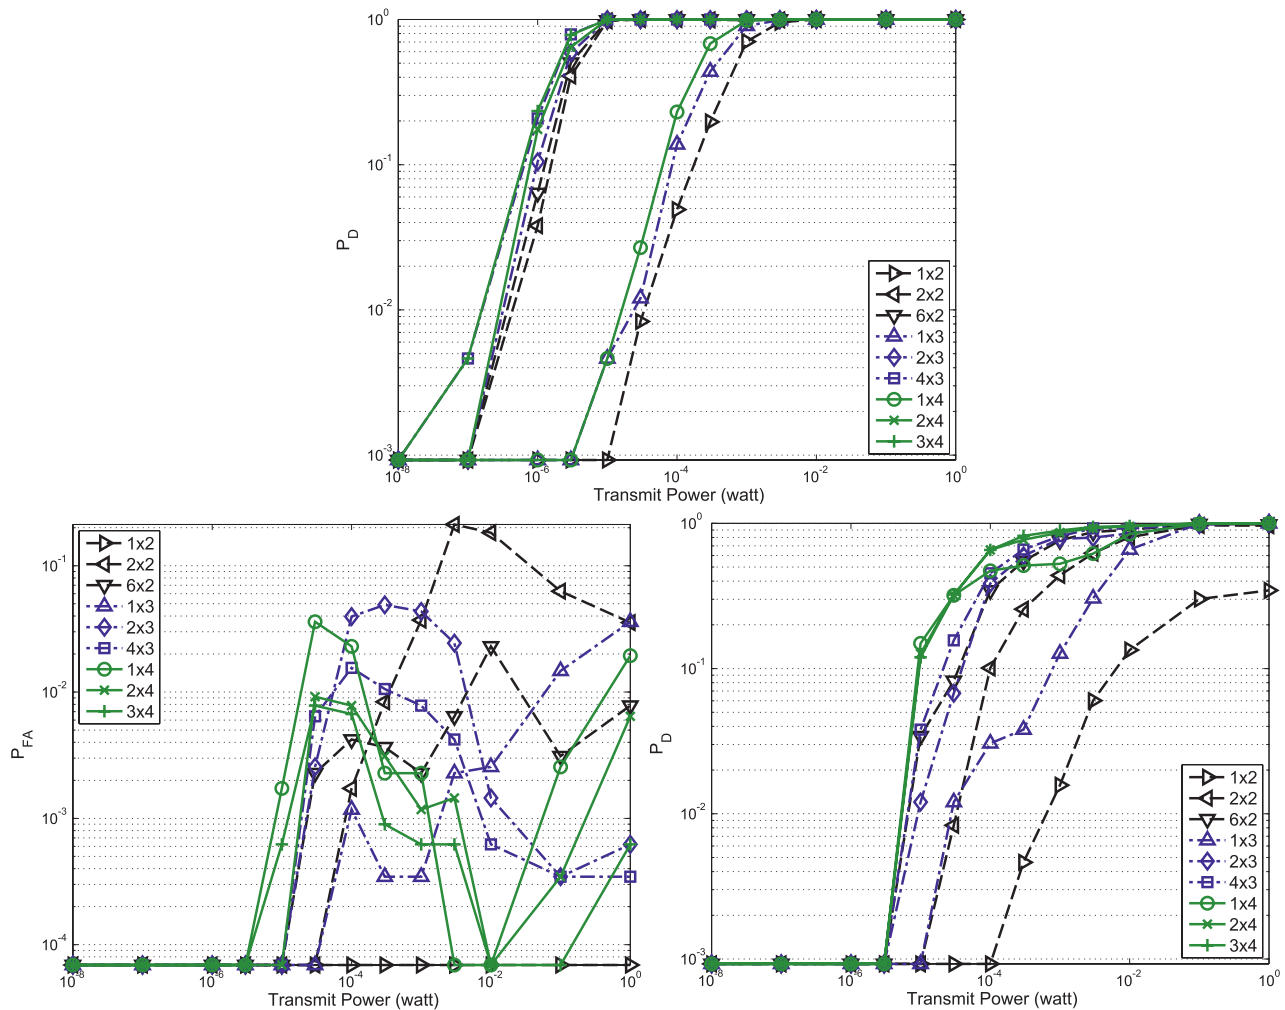 10^0
10^-1
10^-2
10^-3
P_D
10^-8
10^-6
10^-4
10^-2
10^0
Transmit Power (watt)
1x2
2x2
6x2
1x3
2x3
4x3
1x4
2x4
3x4
10^-1
10^-2
10^-3
10^-4
P_FA
10^-8
10^-6
10^-4
10^-2
10^0
Transmit Power (watt)
1x2
2x2
6x2
1x3
2x3
4x3
1x4
2x4
3x4
10^0
10^-1
10^-2
10^-3
P_D
10^-8
10^-6
10^-4
10^-2
10^0
Transmit Power (watt)
1x2
2x2
6x2
1x3
2x3
4x3
1x4
2x4
3x4